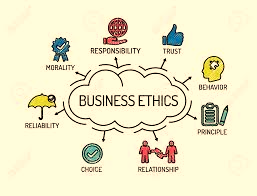 RESPONSIBILITY
TRUST
MORALITY
BEHAVIOR
BUSINESS ETHICS
RELIABILITY
PRINCIPLE
CHOICE
RELATIONSHIP